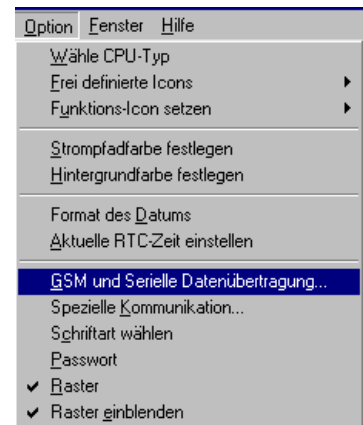 Option Fenster Hilfe
Wähle CPU-Typ
Frei definierte Icons
Funktions-Icon setzen
Strompfadfarbe festlegen
Hintergrundfarbe festlegen
Format des Datums
Aktuelle RTC-Zeit einstellen
GSM und Serielle Datenübertragung...
Spezielle Kommunikation...
Schriftart wählen
Passwort
Raster
Raster einblenden